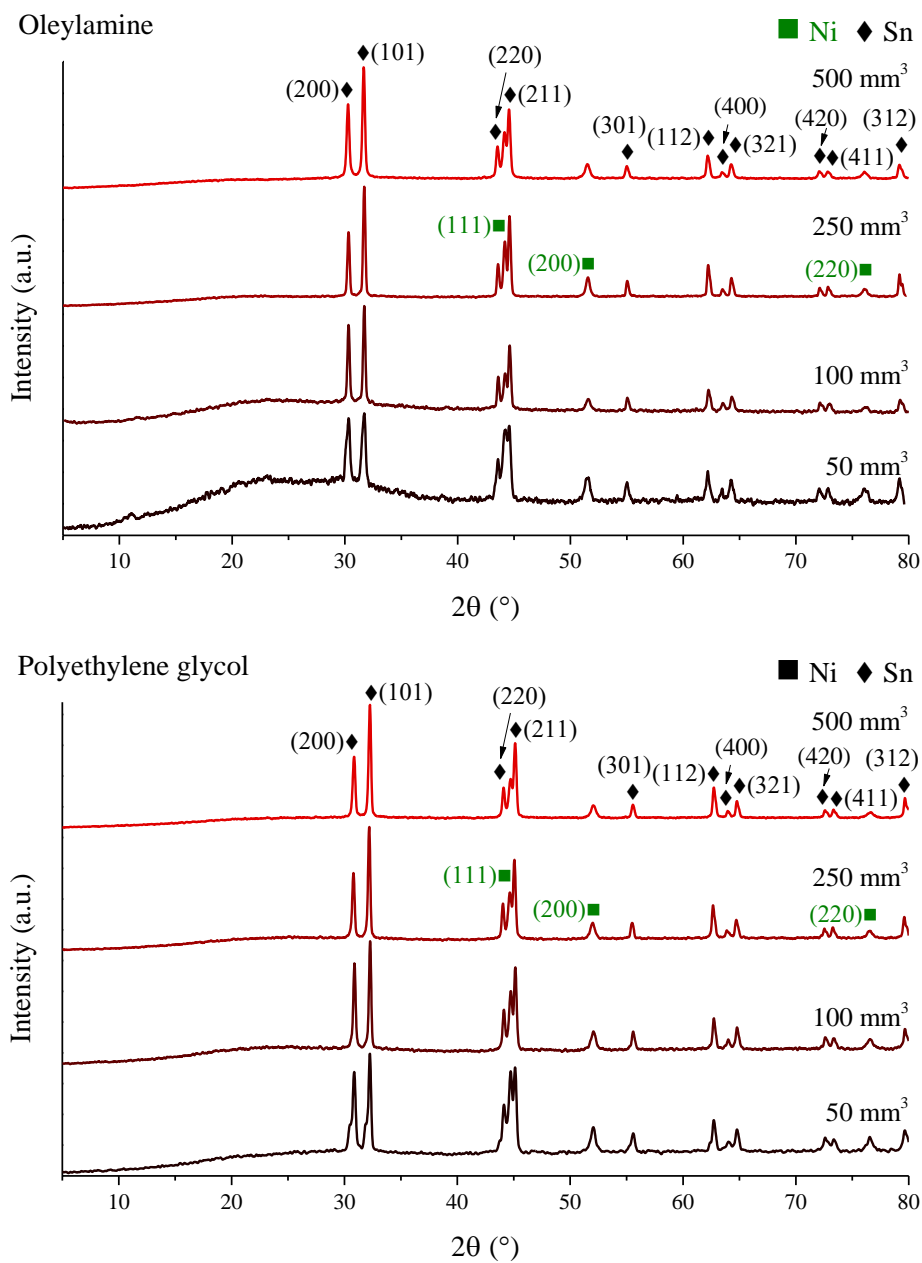 Oleylamine
■ Ni ♦ Sn
(101)
(220)
500 mm³
(200)
(211)
(400)
(420)
(312)
(301)
(112)
(321)
(411)
250 mm³
(111)
(200)
(220)
100 mm³
50 mm³
Intensity (a.u.)
10 20 30 40 50 60 70 80
2θ (°)
Polyethylene glycol
■ Ni ♦ Sn
(101)
(220)
500 mm³
(200)
(211)
(400)
(420)
(312)
(301)
(112)
(321)
(411)
250 mm³
(111)
(200)
(220)
100 mm³
50 mm³
Intensity (a.u.)
10 20 30 40 50 60 70 80
2θ (°)